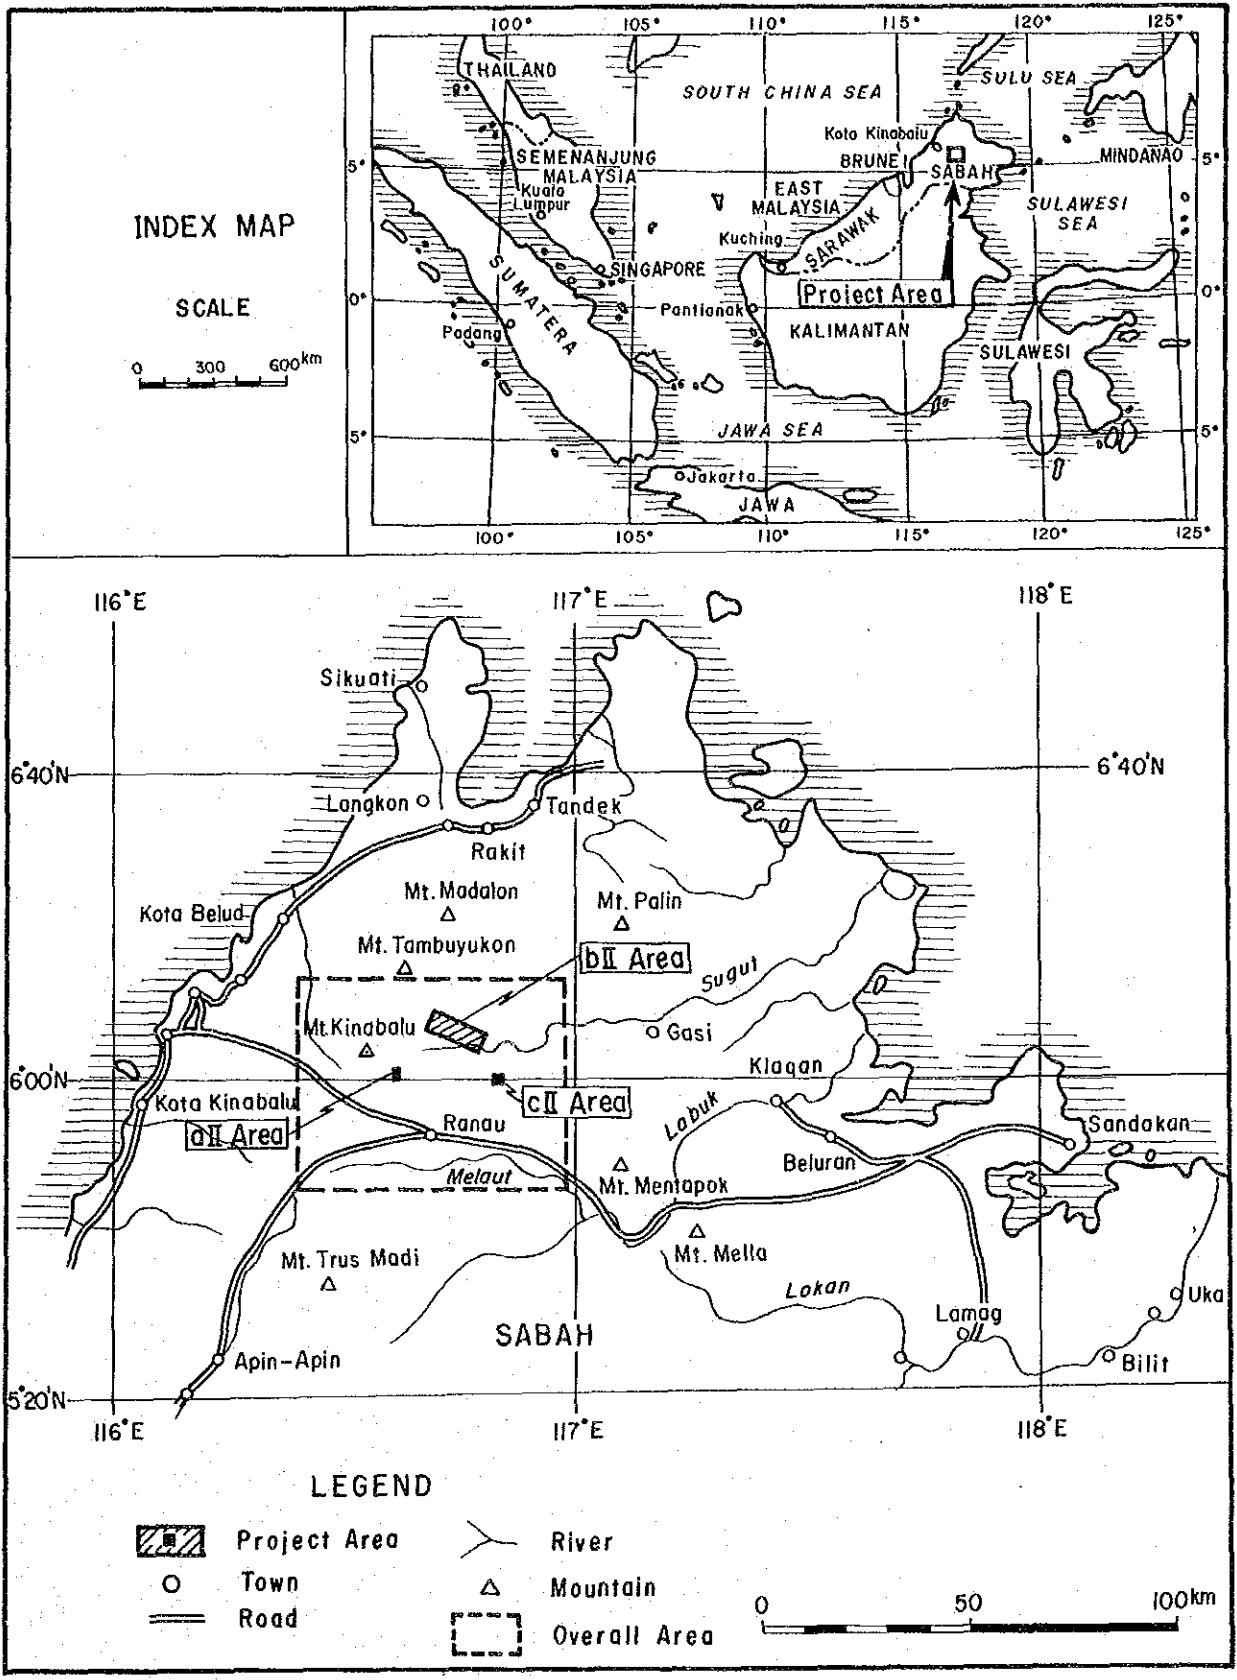 INDEX MAP
SCALE
0 300 600km
100° 105° 110° 115° 120° 125°
THAILAND
SOUTH CHINA SEA
SULU SEA
Kota Kinabalu
SEMENANJUNG
MALAYSIA
BRUNEI
SABAH
MINDANAO
5° 5°
Kuala
Lumpur
EAST
MALAYSIA
SULAWESI
SEA
SARAWAK
Kuching
SUMATERA
SINGAPORE
Project Area
0° 0°
Pantianak
KALIMANTAN
Padang
SULAWESI
JAWA SEA
5° 5°
Jakarta
JAWA
100° 105° 110° 115° 120° 125°
116°E 117°E 118°E
Sikuati
6°40'N 6°40'N
Langkon
Tandek
Rakit
Mt. Madalon
Mt. Palin
Kota Belud
Mt. Tambuyukon
bII Area
Sugut
Mt. Kinabalu
Gasi
Klagan
6°00'N
Kota Kinabalu
cII Area
Labuk
aII Area
Ranau
Sandakan
Beluran
Melaut
Mt. Mentapok
Mt. Trus Madi
Mt. Mella
Lokan
Uka
Lamag
SABAH
Apin-Apin
Bilit
5°20'N
116°E 117°E 118°E
LEGEND
Project Area
River
Town
Mountain
Road
Overall Area
0 50 100km